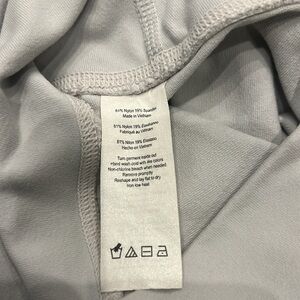 81% Nylon 19% Spandex
Made in Vietnam
81% Nylon 19% Élasthanne
Fabriqué au Viêtnam
81% Nylon 19% Elastano
Hecho en Vietnam
Turn garment inside out
hand wash cold with like colors
Non-chlorine bleach when needed
Remove promptly
Reshape and lay flat to dry
Iron low heat